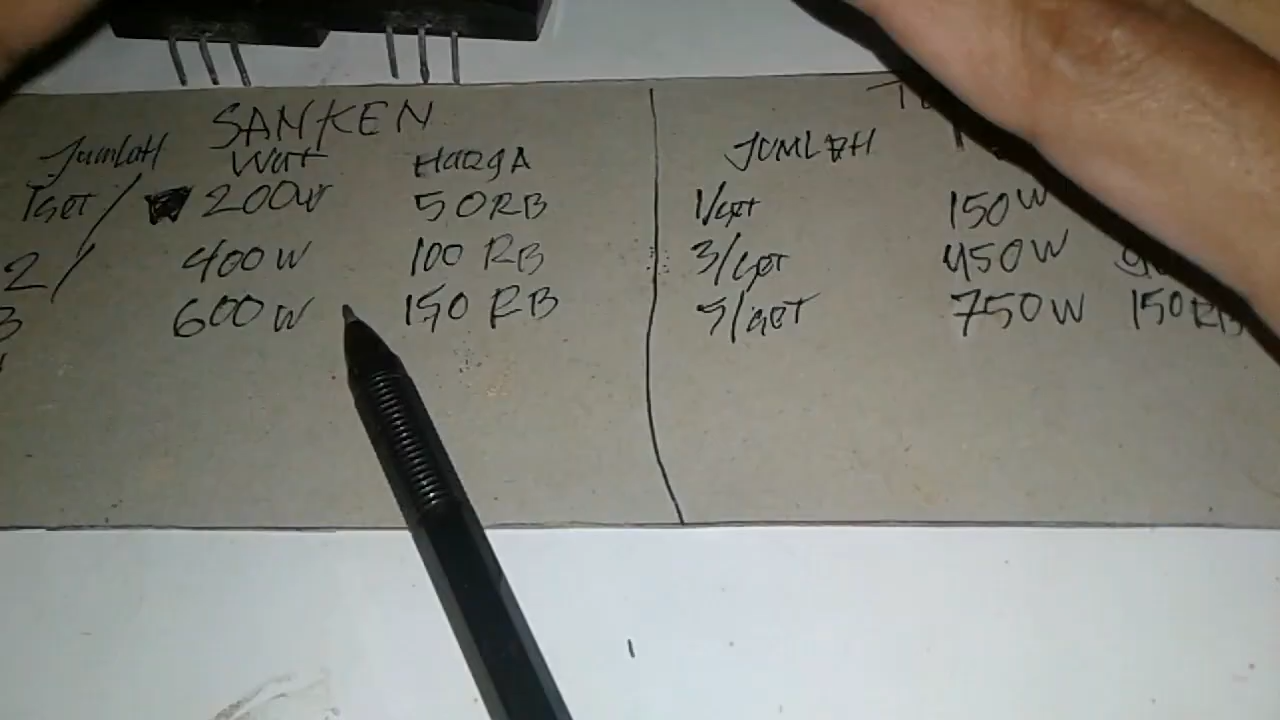 SANKEN
Jumlah Wat Harga
1set/ 200W 50RB
2/ 400W 100 RB
3 600W 150 RB
JUMLAH
1/set 150W
3/set 450W
5/set 750W 150RB